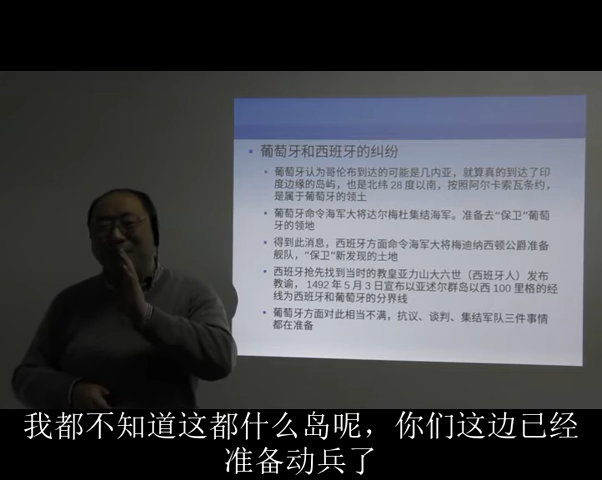 葡萄牙和西班牙的纠纷
葡萄牙认为哥伦布到达的可能是几内亚，就算真的到达了印
度边缘的岛屿，也是北纬 28 度以南，按照阿尔卡索瓦条约，
是属于葡萄牙的领土
葡萄牙命令海军大将达尔梅杜集结海军。准备去“保卫”葡萄
牙的领地
得到此消息，西班牙方面命令海军大将梅迪纳西顿公爵准备
舰队，“保卫”新发现的土地
西班牙抢先找到当时的教皇亚力山大六世（西班牙人）发布
教谕， 1492 年 5 月 3 日宣布以亚述尔群岛以西 100 里格的经
线为西班牙和葡萄牙的分界线
葡萄牙方面对此相当不满，抗议、谈判、集结军队三件事情
都在准备
我都不知道这都什么岛呢，你们这边已经
准备动兵了